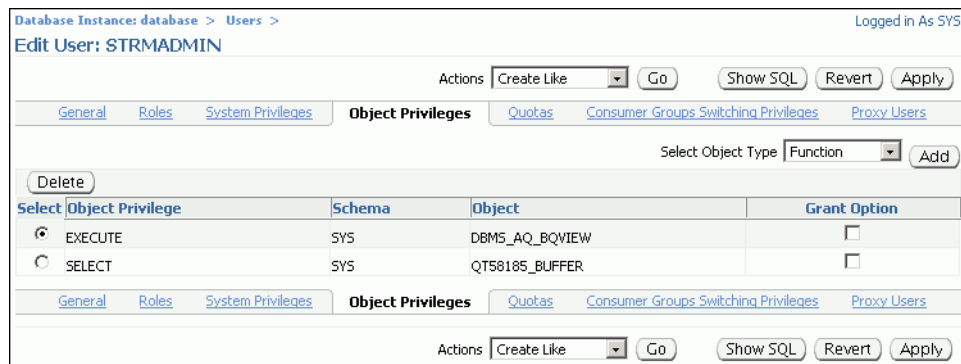 Database Instance: database > Users >
Logged in As SYS
Edit User: STRMADMIN
Actions Create Like Go Show SQL Revert Apply
General Roles System Privileges Object Privileges Quotas Consumer Groups Switching Privileges Proxy Users
Select Object Type Function Add
Delete
Select Object Privilege Schema Object Grant Option
EXECUTE SYS DBMS_AQ_BQVIEW
SELECT SYS QT58185_BUFFER
General Roles System Privileges Object Privileges Quotas Consumer Groups Switching Privileges Proxy Users
Actions Create Like Go Show SQL Revert Apply